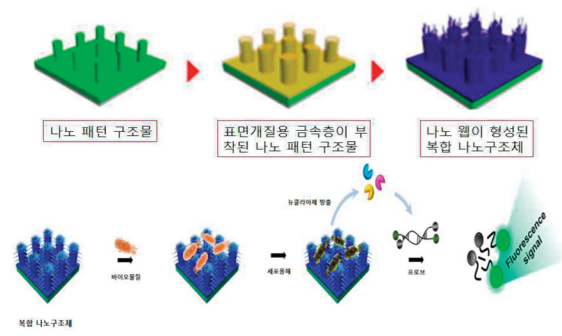 나노 패턴 구조물
표면개질용 금속층이 부
착된 나노 패턴 구조물
나노 웹이 형성된
복합 나노구조체
뉴클리아제 방출
바이오물질
세포용해
프로브
Fluorescence
signal
복합 나노구조체